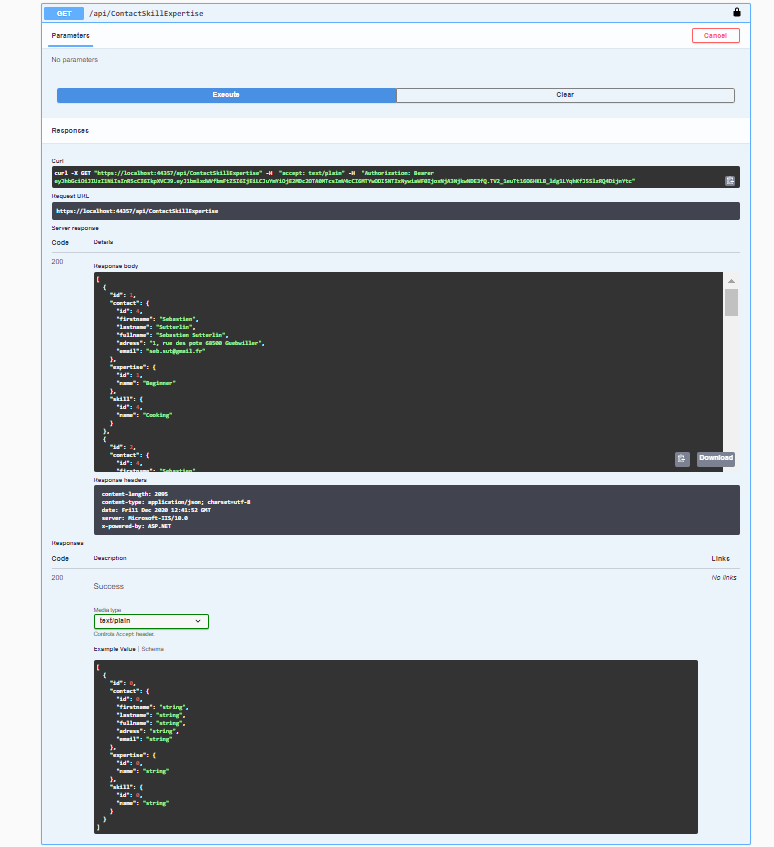 GET /api/ContactSkillExpertise
Parameters
Cancel
No parameters
Execute
Clear
Responses
Curl
curl -X GET "https://localhost:44357/api/ContactSkillExpertise" -H "accept: text/plain" -H "Authorization: Bearer
Request URL
https://localhost:44357/api/ContactSkillExpertise
Server response
Code Details
200
Response body
[
{
"id": 1,
"contact": {
"id": 4,
"firstname": "Sebastien",
"lastname": "Sutterlin",
"fullname": "Sebastien Sutterlin",
"adress": "1, rue des pots 68500 Guebwiller",
"email": "seb.sut@gmail.fr"
},
"expertise": {
"id": 1,
"name": "Beginner"
},
"skill": {
"id": 4,
"name": "Cooking"
}
},
{
"id": 2,
"contact": {
"id": 4,
"firstname": "Sebastien"
Download
Response headers
content-length: 2095
content-type: application/json; charset=utf-8
date: Fri11 Dec 2020 12:41:52 GMT
server: Microsoft-IIS/10.0
x-powered-by: ASP.NET
Responses
Code Description Links
200 Success No links
Media type
text/plain
Controls Accept header.
Example Value | Schema
[
{
"id": 0,
"contact": {
"id": 0,
"firstname": "string",
"lastname": "string",
"fullname": "string",
"adress": "string",
"email": "string"
},
"expertise": {
"id": 0,
"name": "string"
},
"skill": {
"id": 0,
"name": "string"
}
}
]